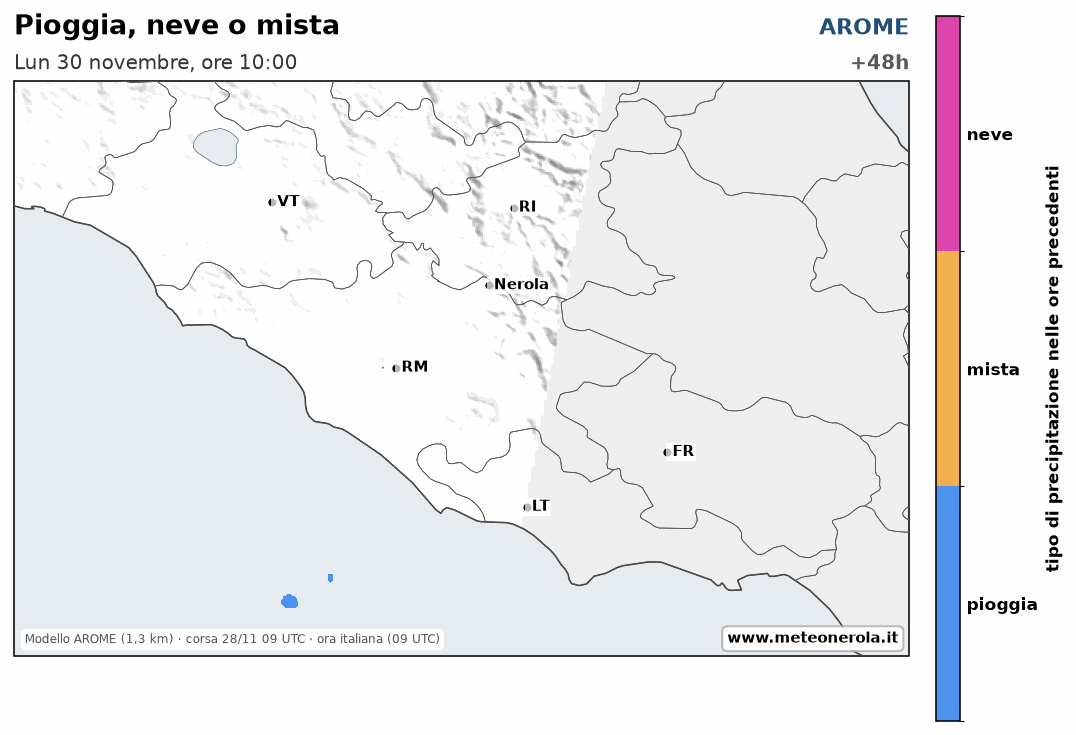 Pioggia, neve o mista
AROME
Lun 30 novembre, ore 10:00
+48h
neve
VT
RI
Nerola
RM
mista
FR
LT
pioggia
tipo di precipitazione nelle ore precedenti
Modello AROME (1,3 km) · corsa 28/11 09 UTC · ora italiana (09 UTC)
www.meteonerola.it